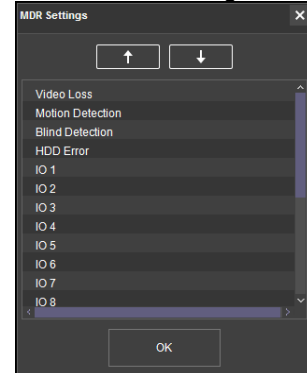 MDR Settings
Video Loss
Motion Detection
Blind Detection
HDD Error
IO 1
IO 2
IO 3
IO 4
IO 5
IO 6
IO 7
IO 8
OK